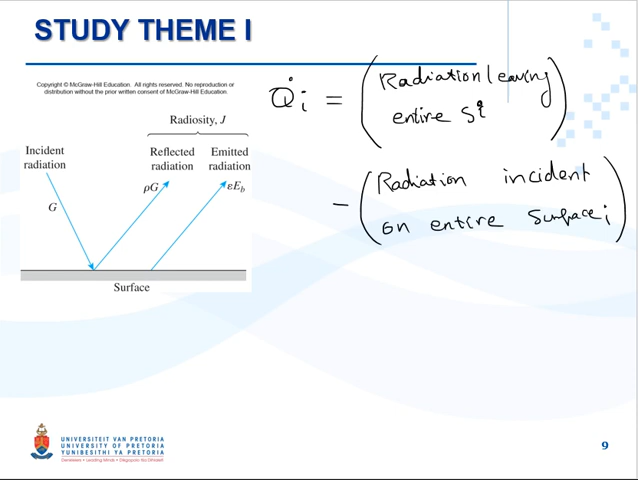 STUDY THEME I
Copyright © McGraw-Hill Education. All rights reserved. No reproduction or
distribution without the prior written consent of McGraw-Hill Education.
Radiosity, J
Incident
radiation
Reflected
radiation
Emitted
radiation
G
ρG
εE_b
Surface
Q̇i = (Radiation leaving
entire Si)
− (Radiation incident
on entire surface i)
UNIVERSITEIT VAN PRETORIA
UNIVERSITY OF PRETORIA
YUNIBESITHI YA PRETORIA
9